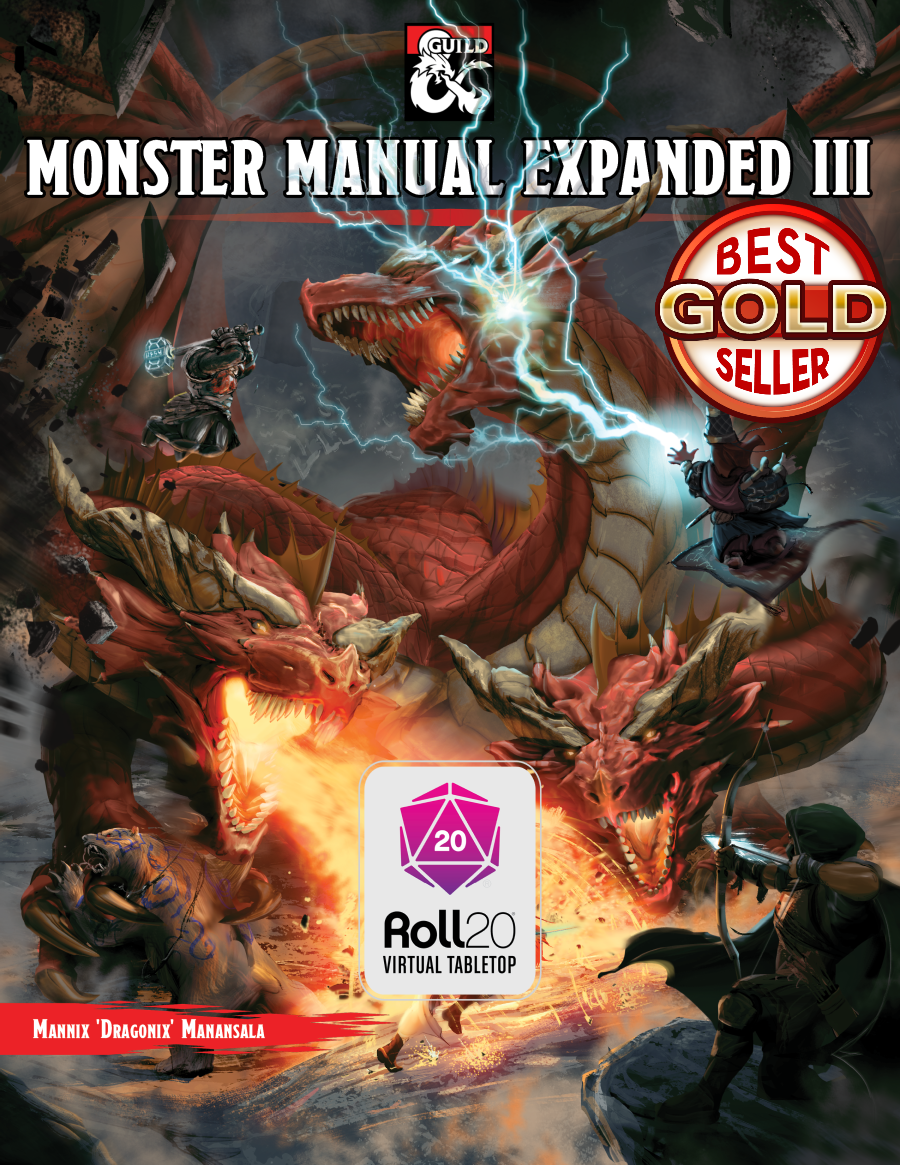 GUILD
MONSTER MANUAL EXPANDED III
BEST
GOLD
SELLER
20
Roll20
VIRTUAL TABLETOP
MANNIX 'DRAGONIX' MANANSALA